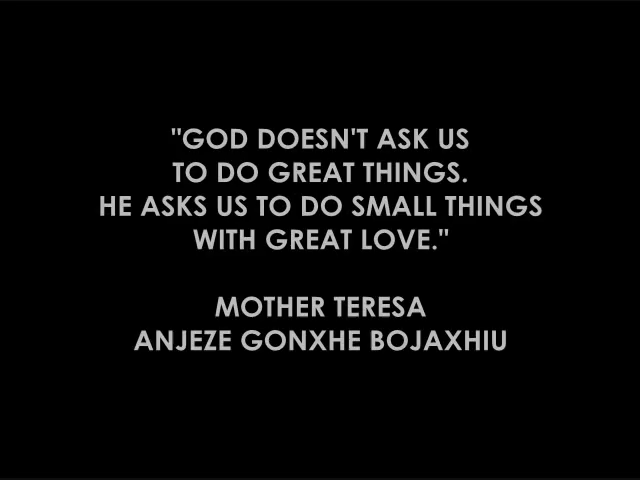 "GOD DOESN'T ASK US
TO DO GREAT THINGS.
HE ASKS US TO DO SMALL THINGS
WITH GREAT LOVE."
MOTHER TERESA
ANJEZE GONXHE BOJAXHIU